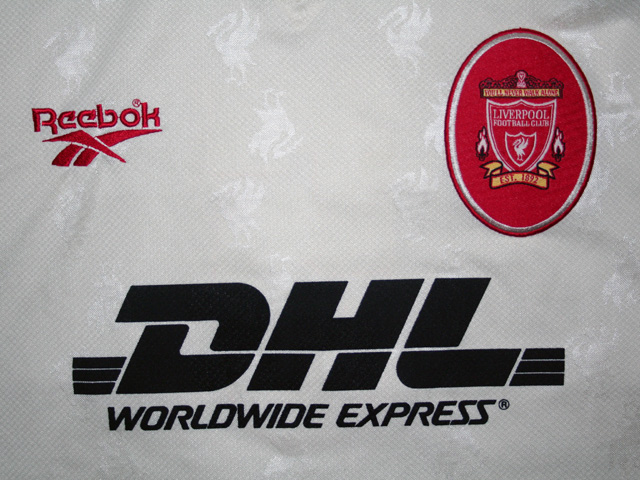 Reebok®
YOU'LL NEVER WALK ALONE
LIVERPOOL
FOOTBALL CLUB
EST. 1892
DHL
WORLDWIDE EXPRESS®